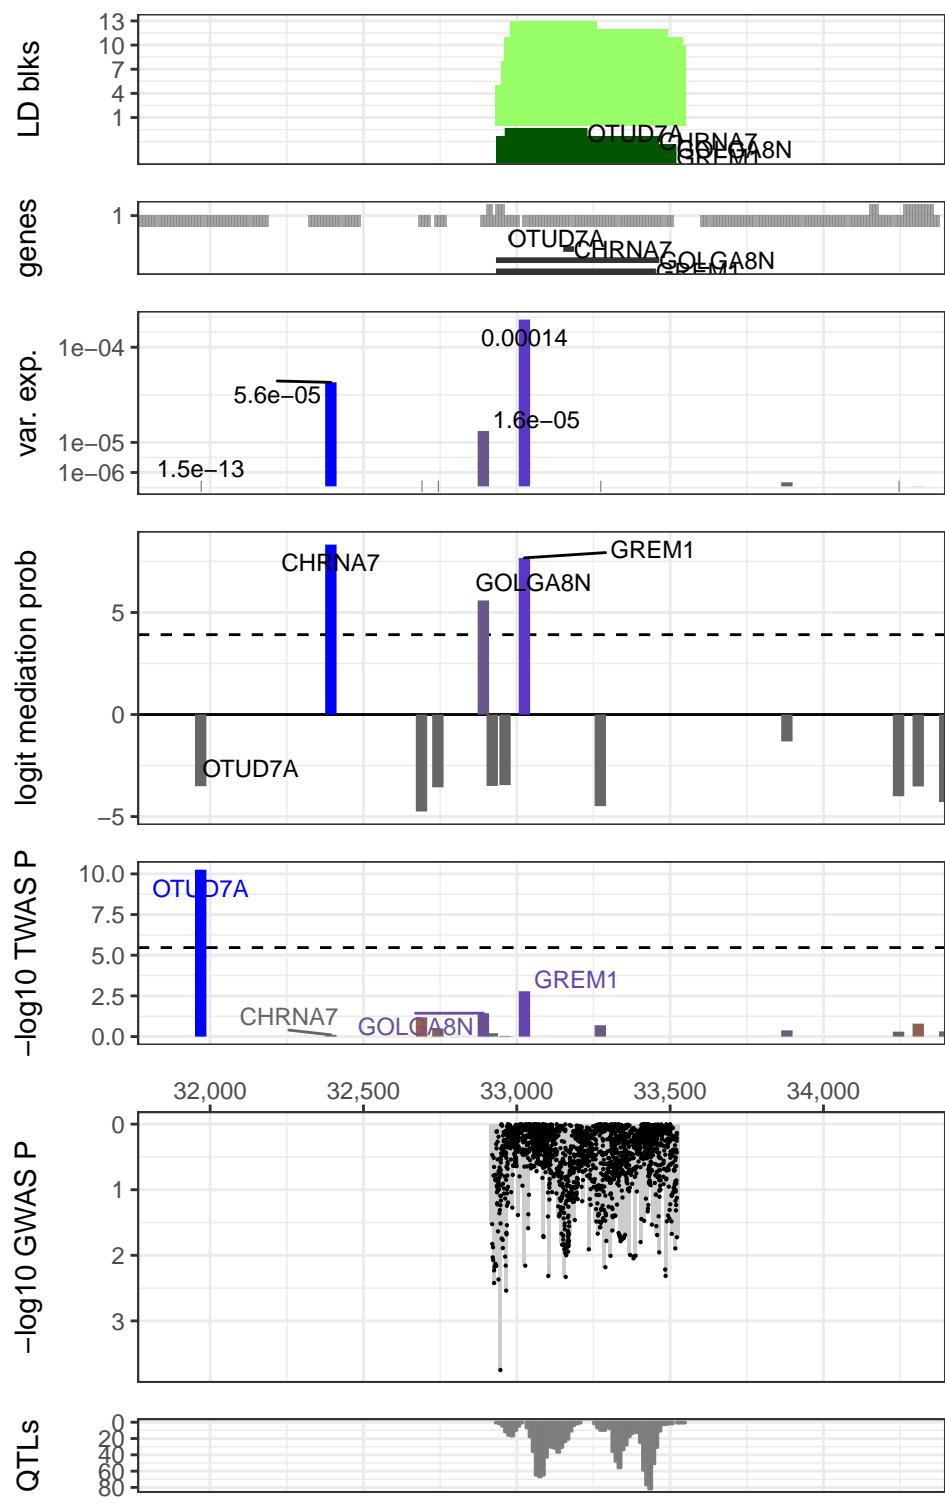 LD blks
13
10
7
4
1
OTUD7A
CHRNA7
GOLGA8N
GREM1
genes
1
OTUD7A
CHRNA7
GOLGA8N
GREM1
var. exp.
1e−04
1e−05
1e−06
0.00014
5.6e−05
1.6e−05
1.5e−13
logit mediation prob
5
0
−5
GREM1
CHRNA7
GOLGA8N
OTUD7A
−log10 TWAS P
10.0
7.5
5.0
2.5
0.0
OTUD7A
GREM1
CHRNA7
GOLGA8N
32,000 32,500 33,000 33,500 34,000
−log10 GWAS P
0
1
2
3
QTLs
0
20
40
60
80